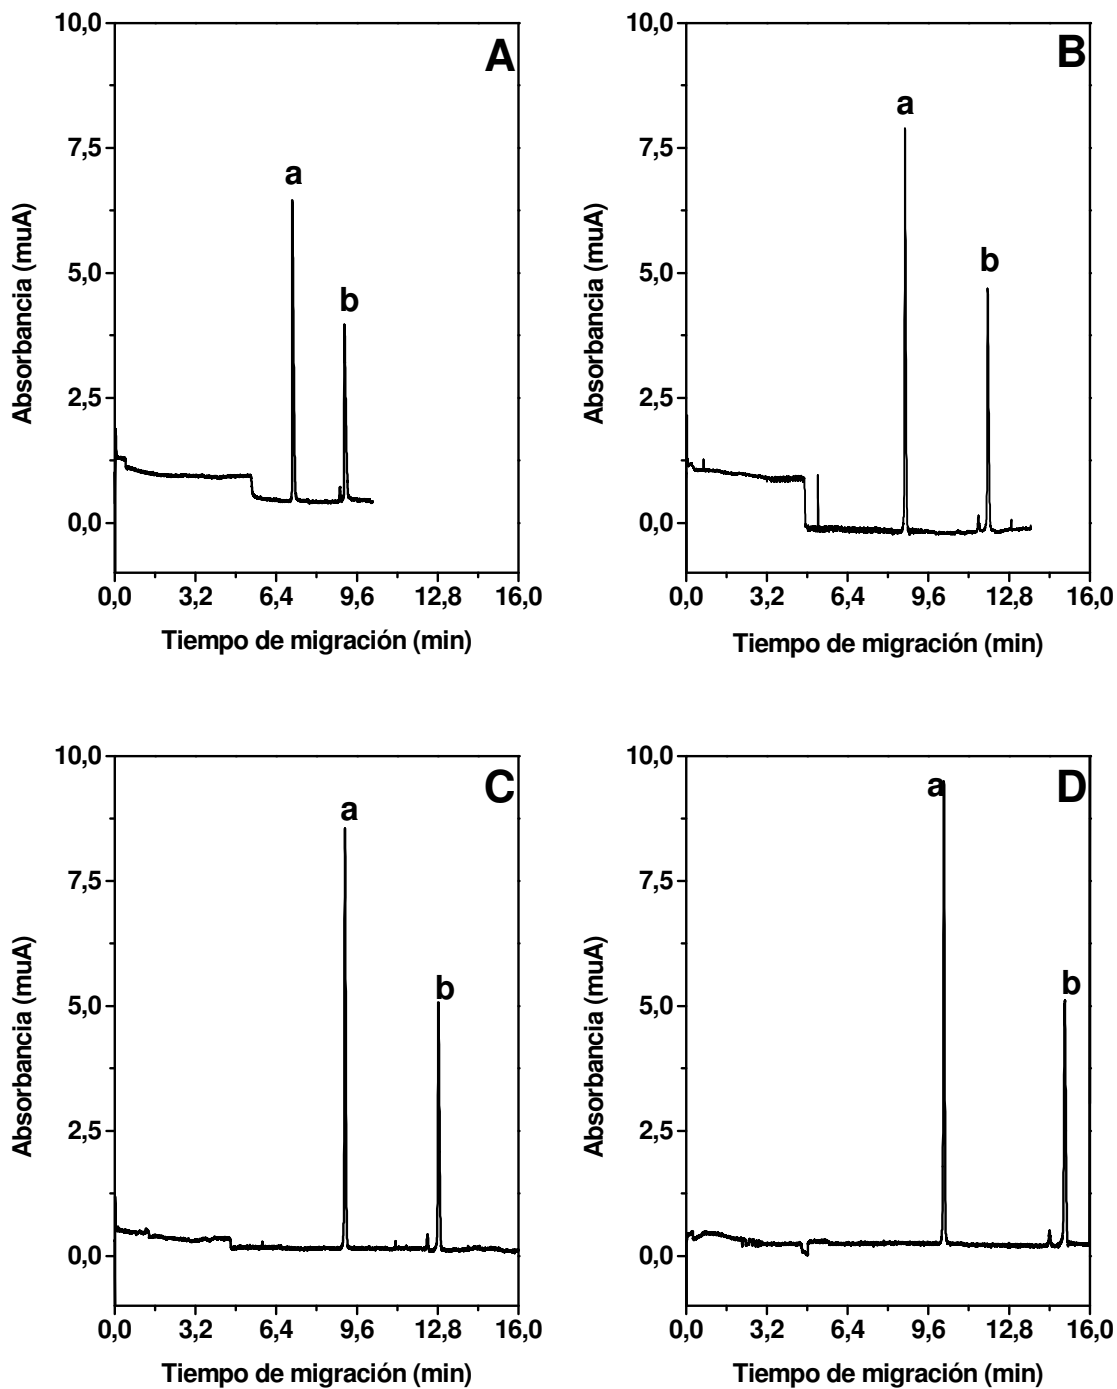 A
10,0
7,5
5,0
2,5
0,0
Absorbancia (muA)
a
b
0,0 3,2 6,4 9,6 12,8 16,0
Tiempo de migración (min)
B
10,0
7,5
5,0
2,5
0,0
Absorbancia (muA)
a
b
0,0 3,2 6,4 9,6 12,8 16,0
Tiempo de migración (min)
C
10,0
7,5
5,0
2,5
0,0
Absorbancia (muA)
a
b
0,0 3,2 6,4 9,6 12,8 16,0
Tiempo de migración (min)
D
10,0
7,5
5,0
2,5
0,0
Absorbancia (muA)
a
b
0,0 3,2 6,4 9,6 12,8 16,0
Tiempo de migración (min)